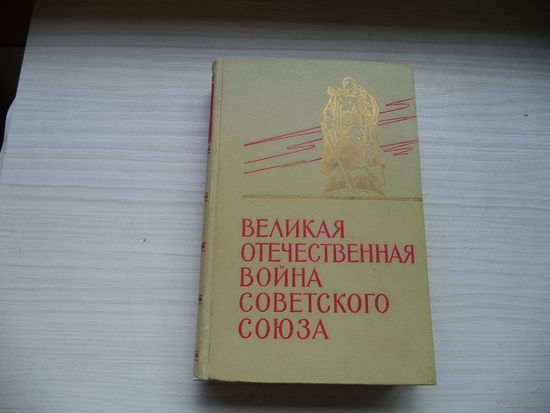 ВЕЛИКАЯ
ОТЕЧЕСТВЕННАЯ
ВОЙНА
СОВЕТСКОГО
СОЮЗА